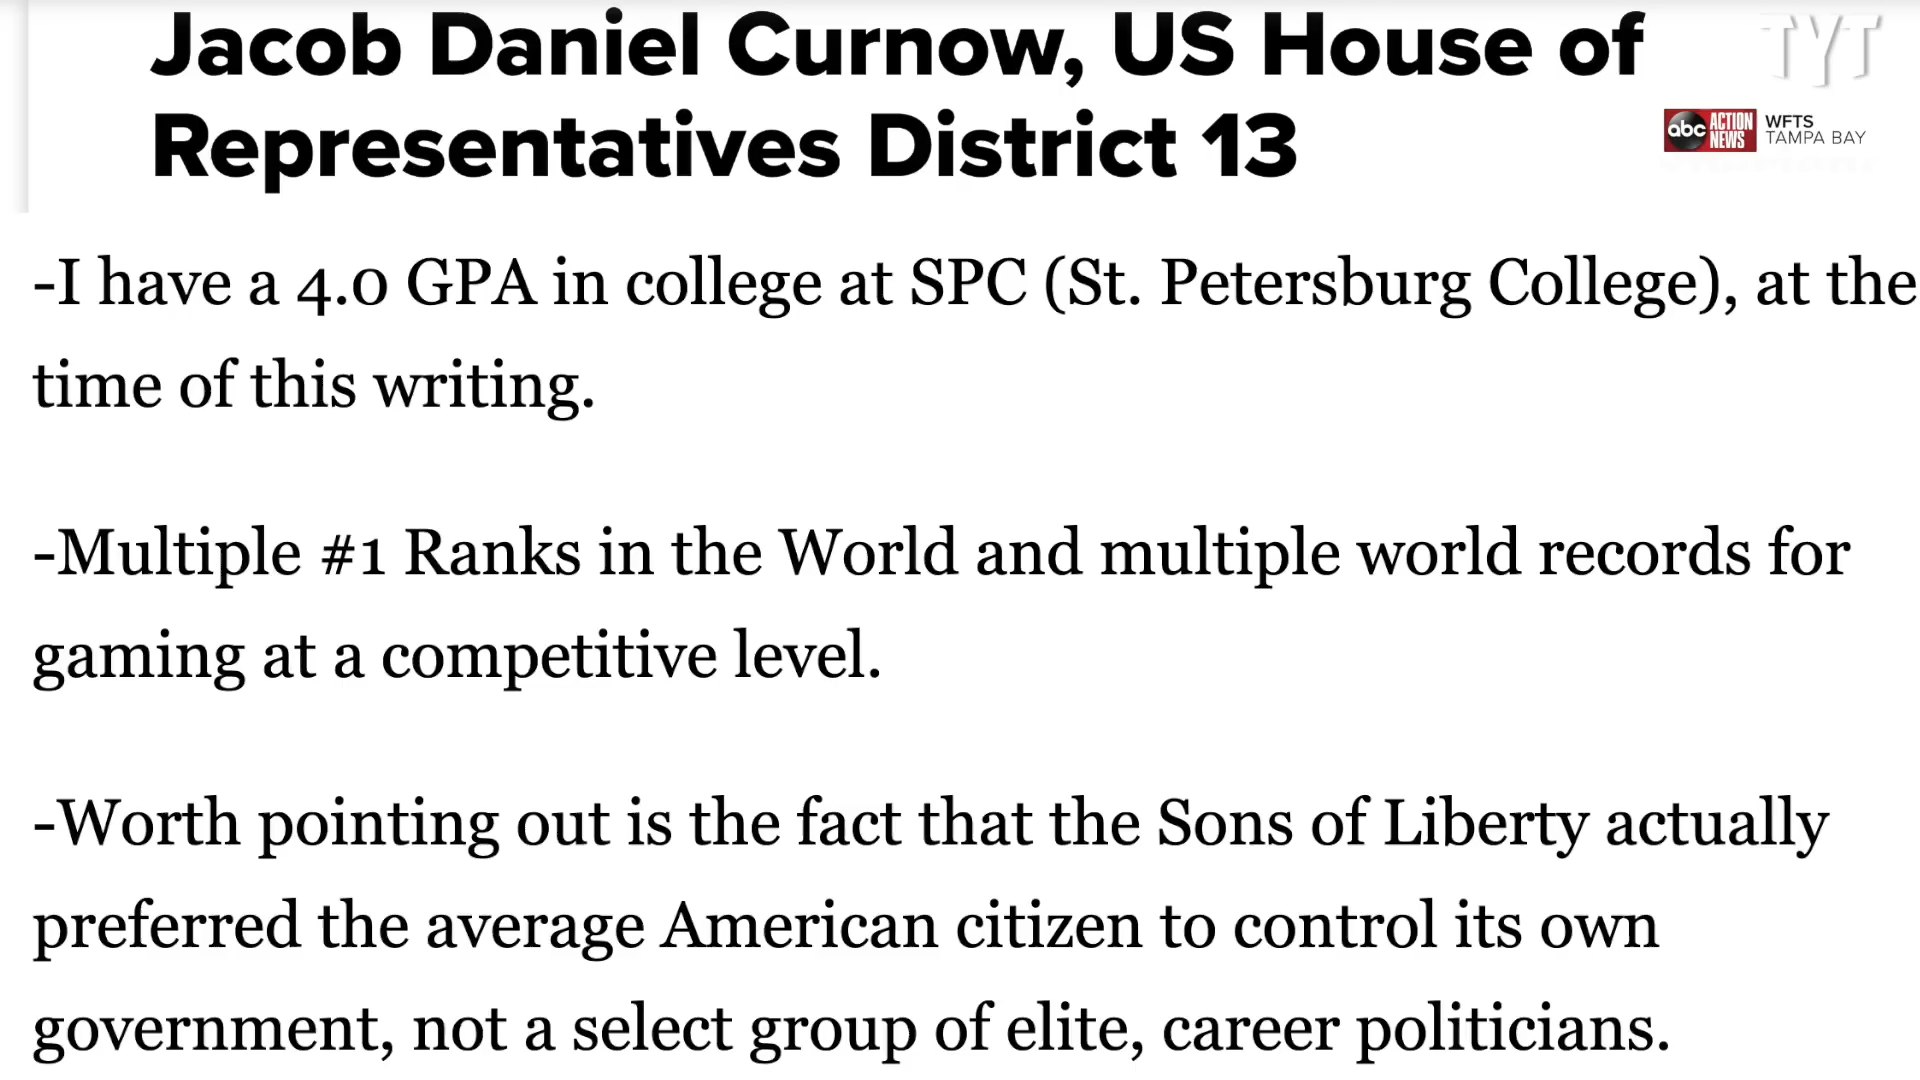 Jacob Daniel Curnow, US House of
Representatives District 13
TYT
abc ACTION NEWS WFTS TAMPA BAY
-I have a 4.0 GPA in college at SPC (St. Petersburg College), at the
time of this writing.
-Multiple #1 Ranks in the World and multiple world records for
gaming at a competitive level.
-Worth pointing out is the fact that the Sons of Liberty actually
preferred the average American citizen to control its own
government, not a select group of elite, career politicians.